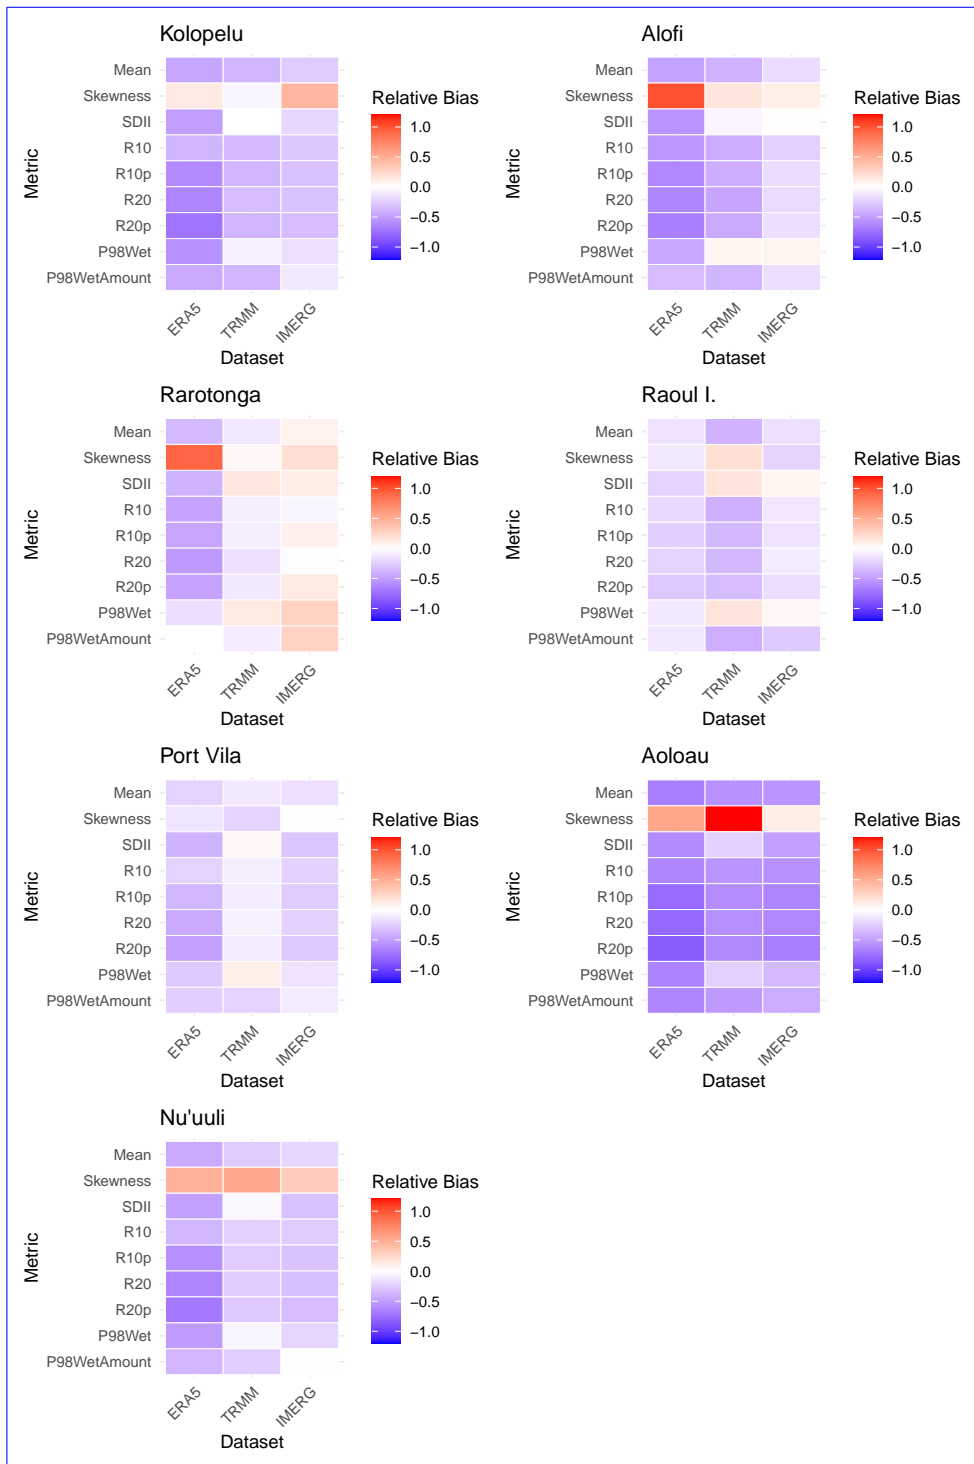 Kolopelu
Mean
Skewness
SDII
R10
R10p
R20
R20p
P98Wet
P98WetAmount
Metric
ERA5
TRMM
IMERG
Dataset
Relative Bias
1.0
0.5
0.0
−0.5
−1.0
Alofi
Mean
Skewness
SDII
R10
R10p
R20
R20p
P98Wet
P98WetAmount
Metric
ERA5
TRMM
IMERG
Dataset
Relative Bias
1.0
0.5
0.0
−0.5
−1.0
Rarotonga
Mean
Skewness
SDII
R10
R10p
R20
R20p
P98Wet
P98WetAmount
Metric
ERA5
TRMM
IMERG
Dataset
Relative Bias
1.0
0.5
0.0
−0.5
−1.0
Raoul I.
Mean
Skewness
SDII
R10
R10p
R20
R20p
P98Wet
P98WetAmount
Metric
ERA5
TRMM
IMERG
Dataset
Relative Bias
1.0
0.5
0.0
−0.5
−1.0
Port Vila
Mean
Skewness
SDII
R10
R10p
R20
R20p
P98Wet
P98WetAmount
Metric
ERA5
TRMM
IMERG
Dataset
Relative Bias
1.0
0.5
0.0
−0.5
−1.0
Aoloau
Mean
Skewness
SDII
R10
R10p
R20
R20p
P98Wet
P98WetAmount
Metric
ERA5
TRMM
IMERG
Dataset
Relative Bias
1.0
0.5
0.0
−0.5
−1.0
Nu'uuli
Mean
Skewness
SDII
R10
R10p
R20
R20p
P98Wet
P98WetAmount
Metric
ERA5
TRMM
IMERG
Dataset
Relative Bias
1.0
0.5
0.0
−0.5
−1.0